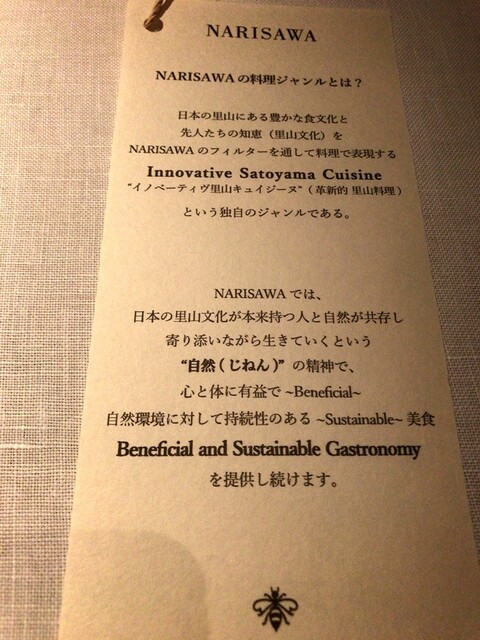 NARISAWA
NARISAWAの料理ジャンルとは？
日本の里山にある豊かな食文化と
先人たちの知恵（里山文化）を
NARISAWAのフィルターを通して料理で表現する
Innovative Satoyama Cuisine
“イノベーティヴ里山キュイジーヌ”（革新的 里山料理）
という独自のジャンルである。
NARISAWAでは、
日本の里山文化が本来持つ人と自然が共存し
寄り添いながら生きていくという
“自然（じねん）”の精神で、
心と体に有益で ~Beneficial~
自然環境に対して持続性のある ~Sustainable~ 美食
Beneficial and Sustainable Gastronomy
を提供し続けます。